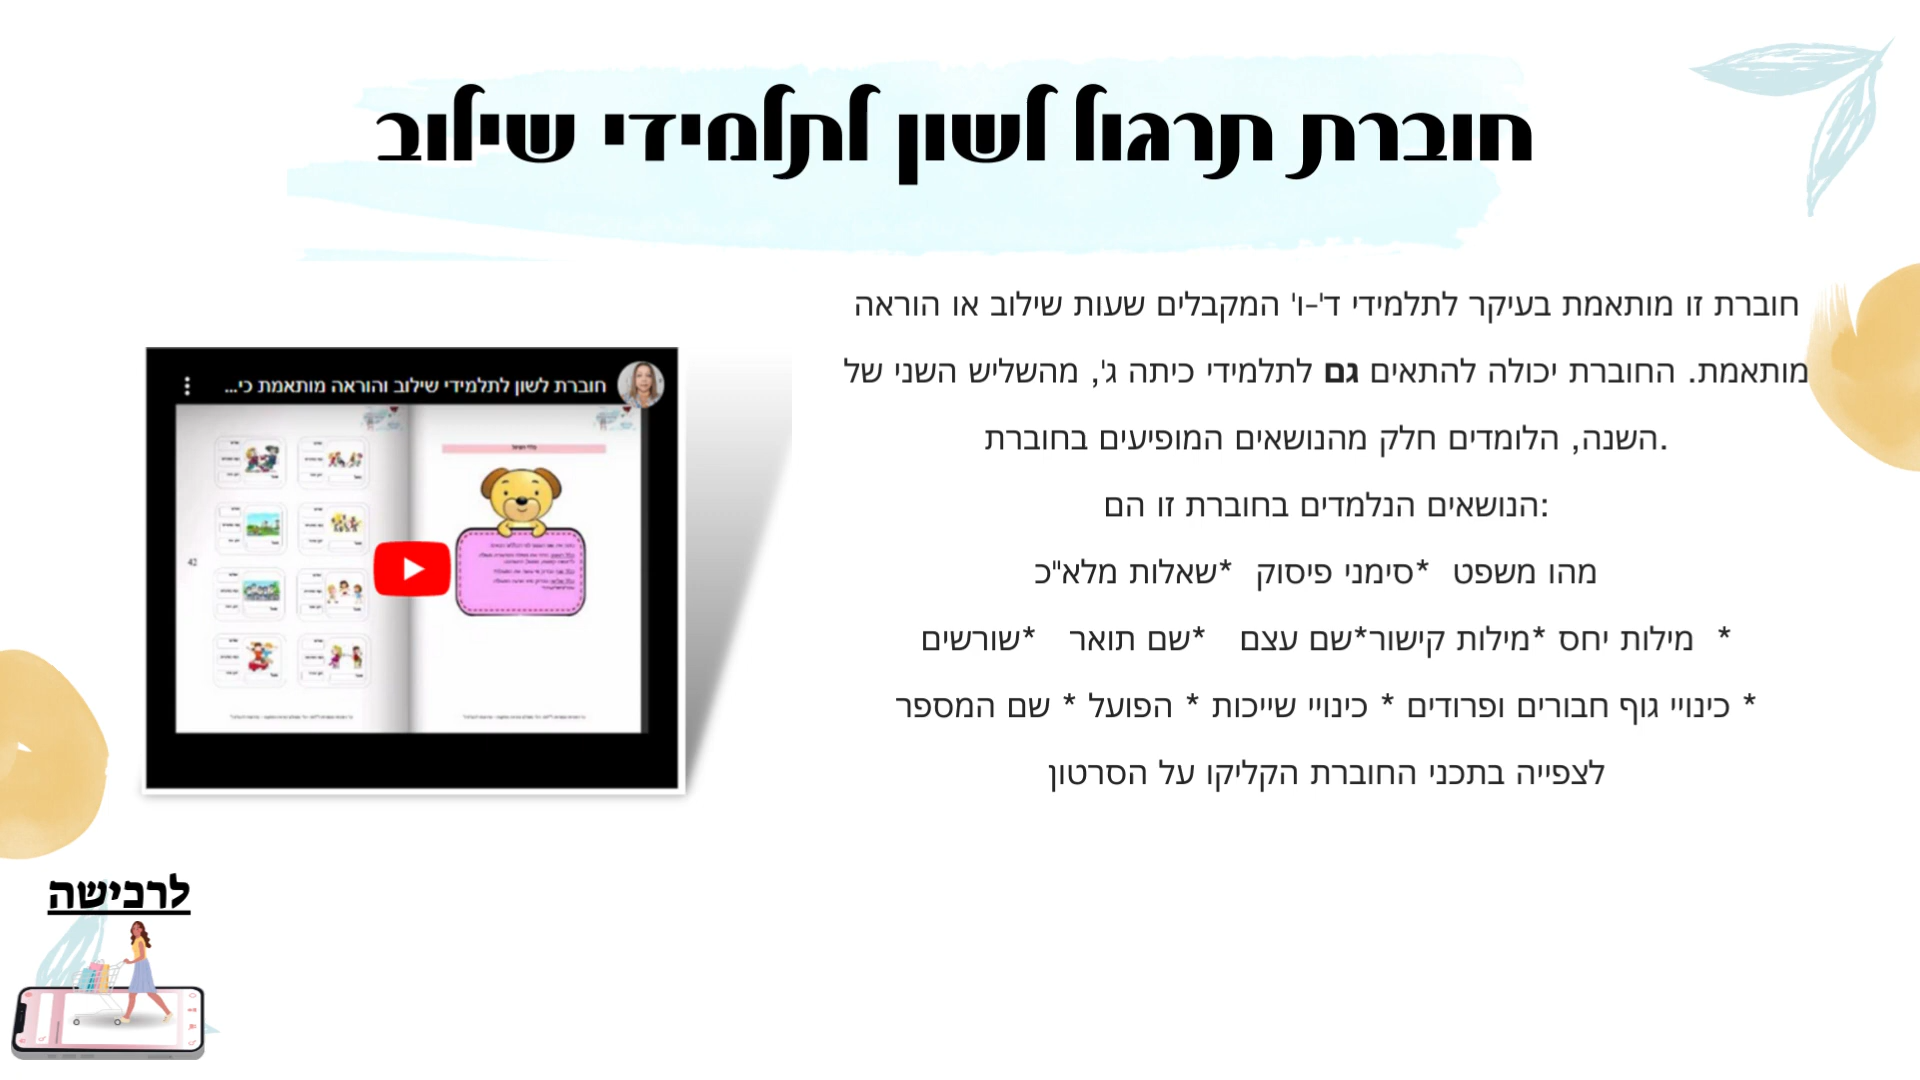 חוברת תרגול לשון לתלמידי שילוב
חוברת זו מותאמת בעיקר לתלמידי ד'-ו' המקבלים שעות שילוב או הוראה
מותאמת. החוברת יכולה להתאים גם לתלמידי כיתה ג', מהשליש השני של
השנה, הלומדים חלק מהנושאים המופיעים בחוברת.
הנושאים הנלמדים בחוברת זו הם:
מהו משפט *סימני פיסוק *שאלות מלא"כ
* מילות יחס *מילות קישור*שם עצם *שם תואר *שורשים
* כינויי גוף חבורים ופרודים * כינויי שייכות * הפועל * שם המספר
לצפייה בתכני החוברת הקליקו על הסרטון
חוברת לשון לתלמידי שילוב והוראה מותאמת כי...
42
לרכישה